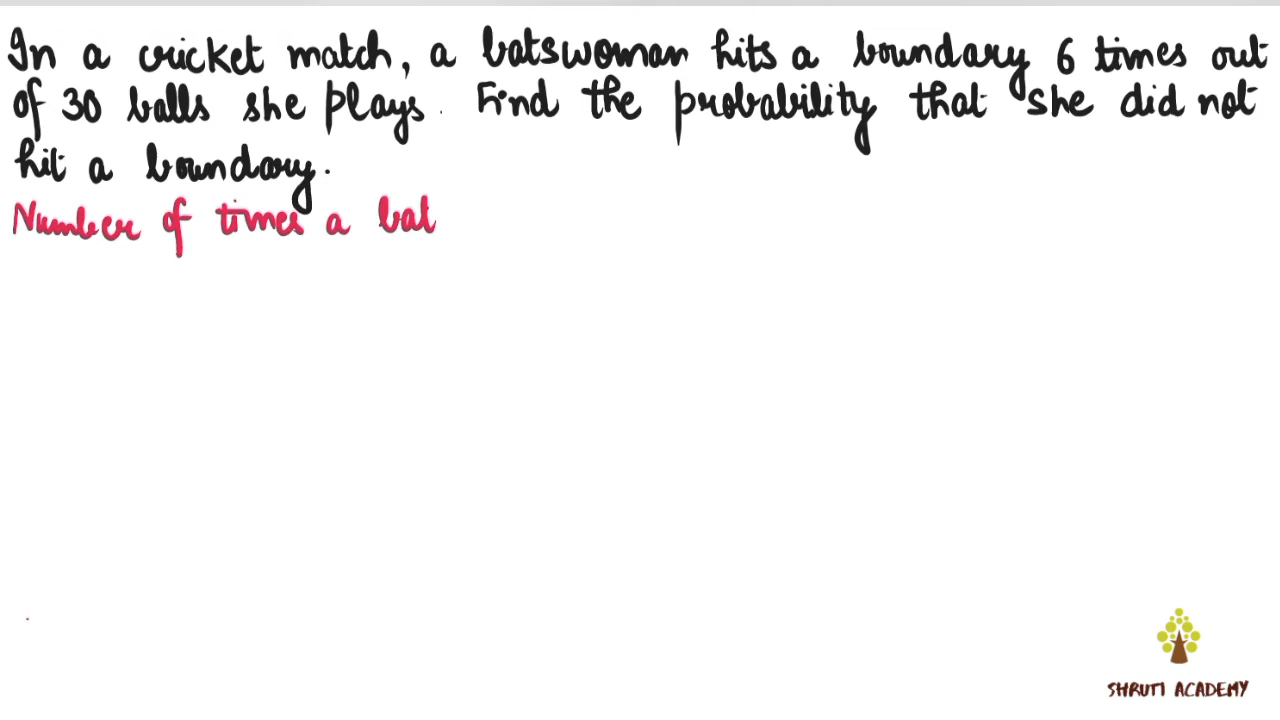 In a cricket match, a batswoman hits a boundary 6 times out
of 30 balls she plays. Find the probability that she did not
hit a boundary.
Number of times a bat
SHRUTI ACADEMY